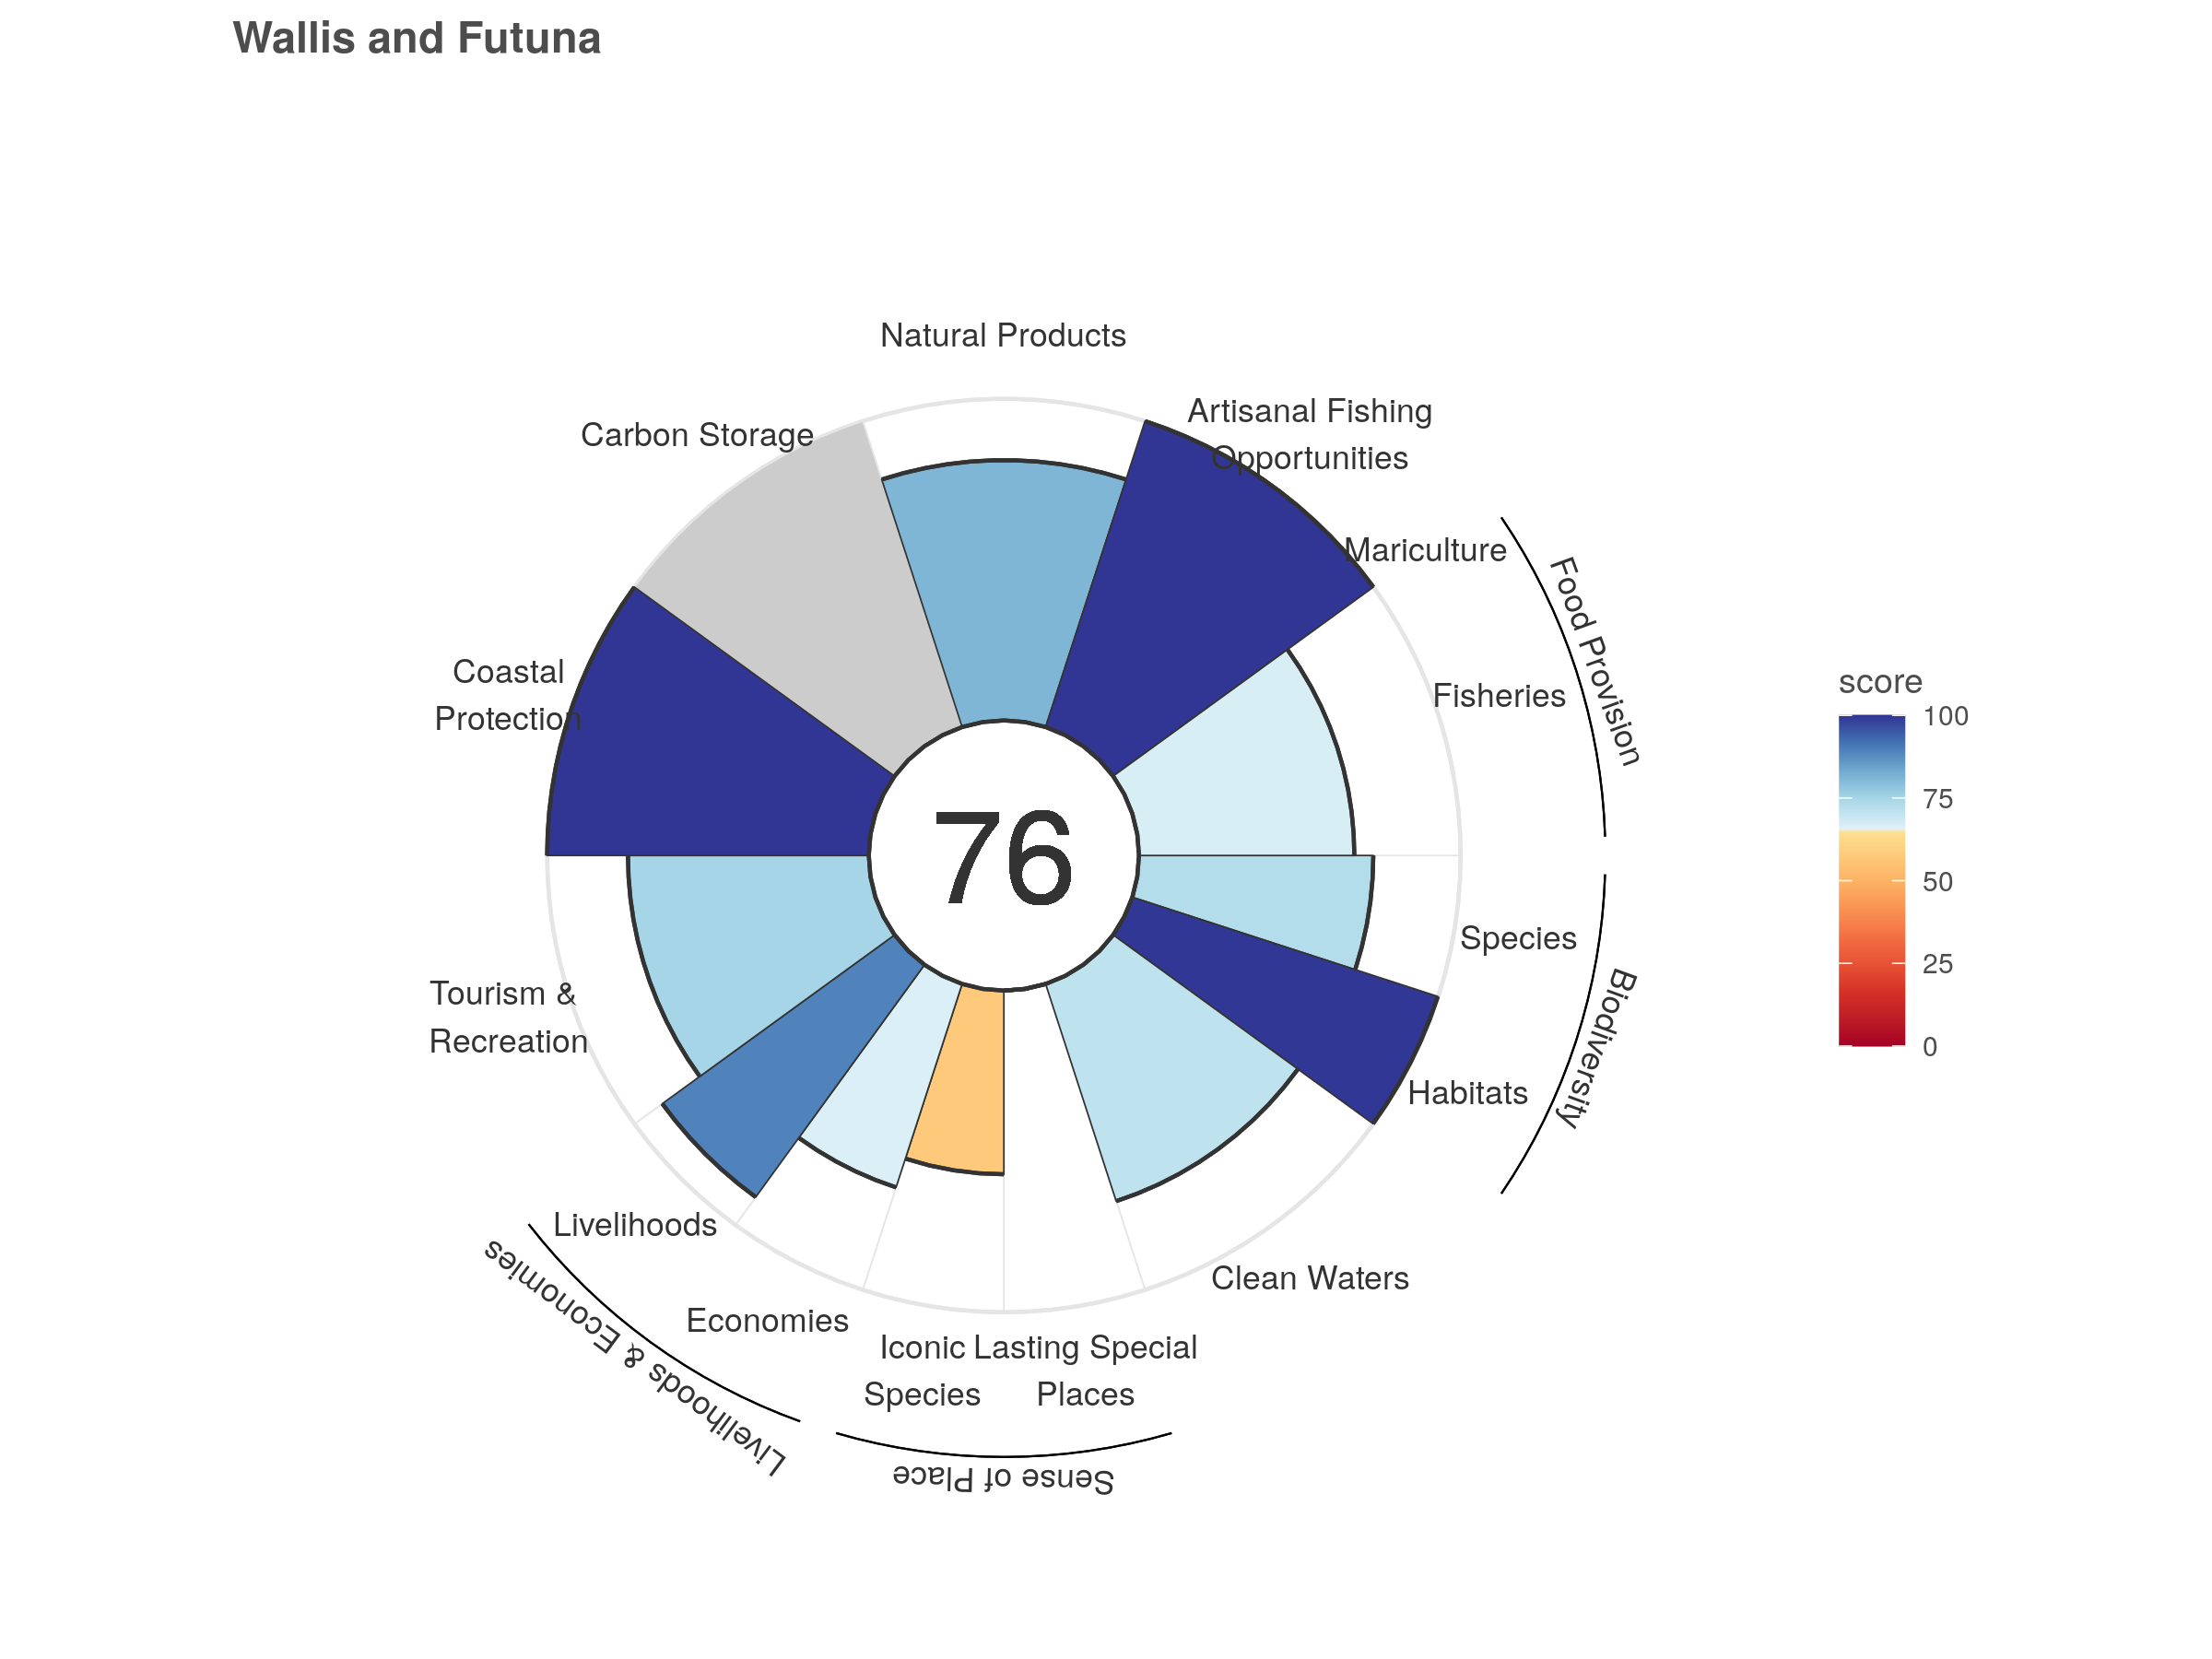 Wallis and Futuna
Natural Products
Artisanal Fishing
Opportunities
Carbon Storage
Mariculture
Food Provision
Fisheries
Coastal
Protection
76
score
100
75
50
25
0
Species
Biodiversity
Habitats
Tourism &
Recreation
Livelihoods
Livelihoods & Economies
Economies
Clean Waters
Iconic
Species
Lasting Special
Places
Sense of Place